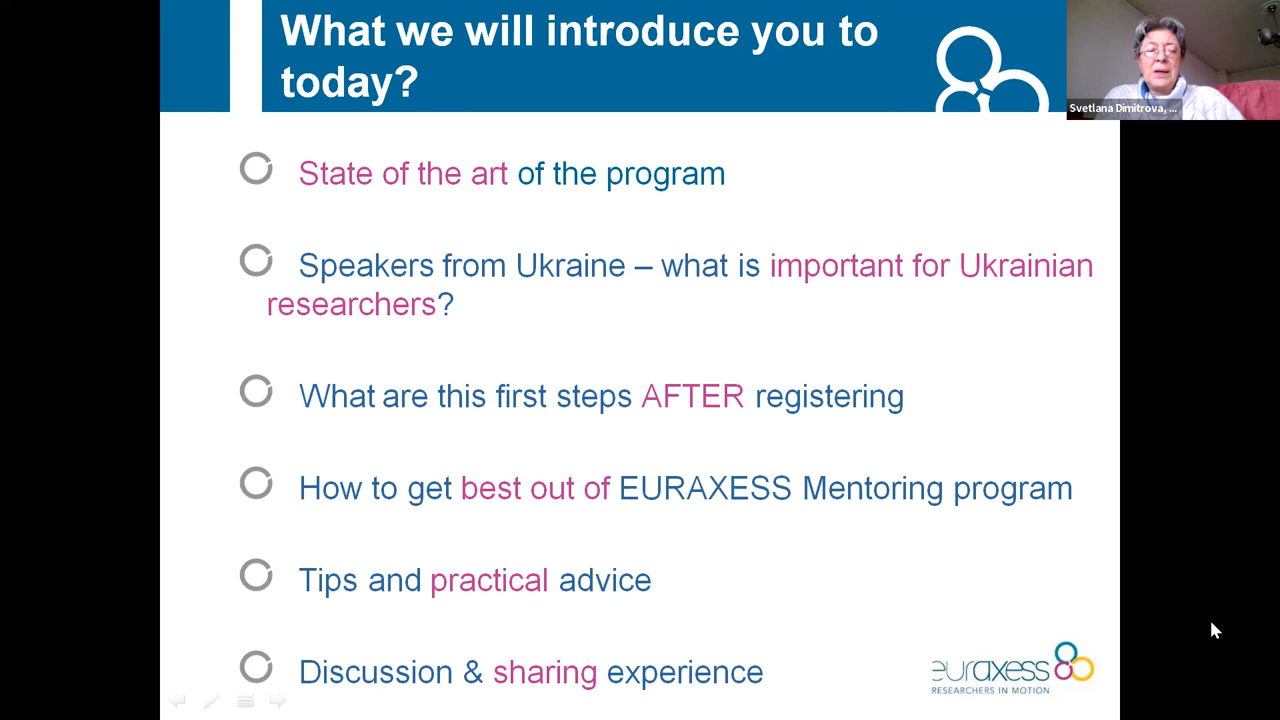 What we will introduce you to
today?
Svetlana Dimitrova, ...
State of the art of the program
Speakers from Ukraine – what is important for Ukrainian
researchers?
What are this first steps AFTER registering
How to get best out of EURAXESS Mentoring program
Tips and practical advice
Discussion & sharing experience
euraxess
RESEARCHERS IN MOTION